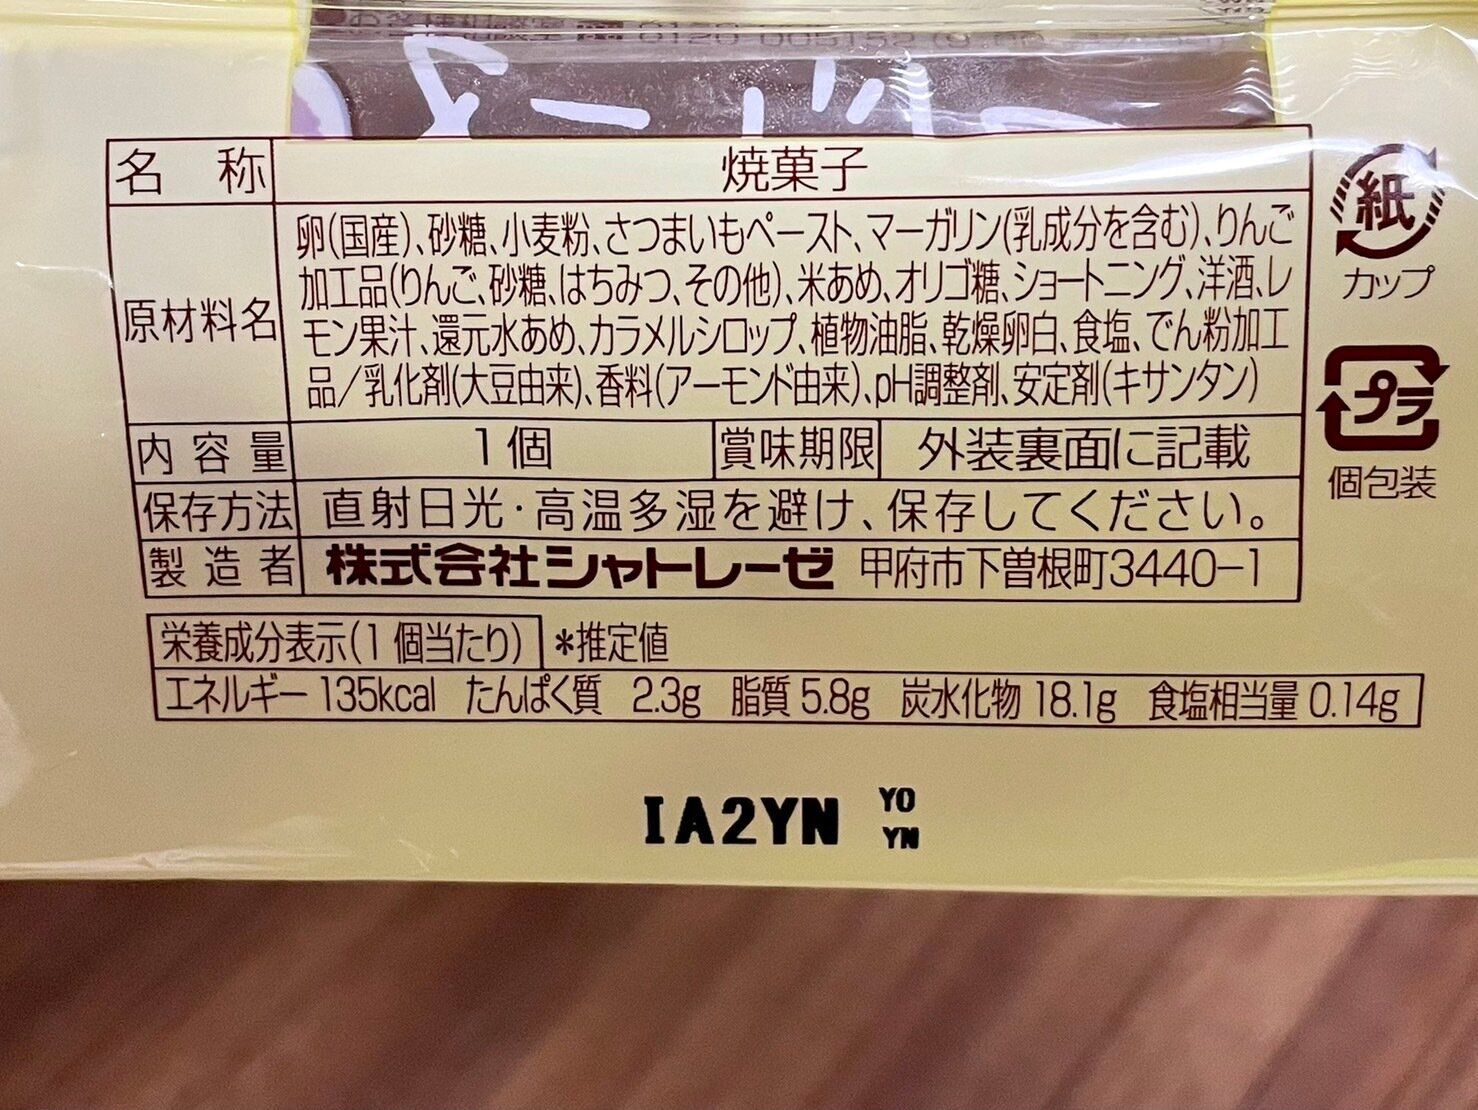 0120-005152
名 称 焼菓子
原材料名
卵(国産)、砂糖、小麦粉、さつまいもペースト、マーガリン(乳成分を含む)、りんご
加工品(りんご、砂糖、はちみつ、その他)、米あめ、オリゴ糖、ショートニング、洋酒、レ
モン果汁、還元水あめ、カラメルシロップ、植物油脂、乾燥卵白、食塩、でん粉加工
品/乳化剤(大豆由来)、香料(アーモンド由来)、pH調整剤、安定剤(キサンタン)
内容量 1個 賞味期限 外装裏面に記載
保存方法 直射日光・高温多湿を避け、保存してください。
製造者 株式会社シャトレーゼ 甲府市下曽根町3440-1
紙
カップ
プラ
個包装
栄養成分表示(1個当たり) *推定値
エネルギー 135kcal たんぱく質 2.3g 脂質 5.8g 炭水化物 18.1g 食塩相当量 0.14g
IA2YN YO
YN